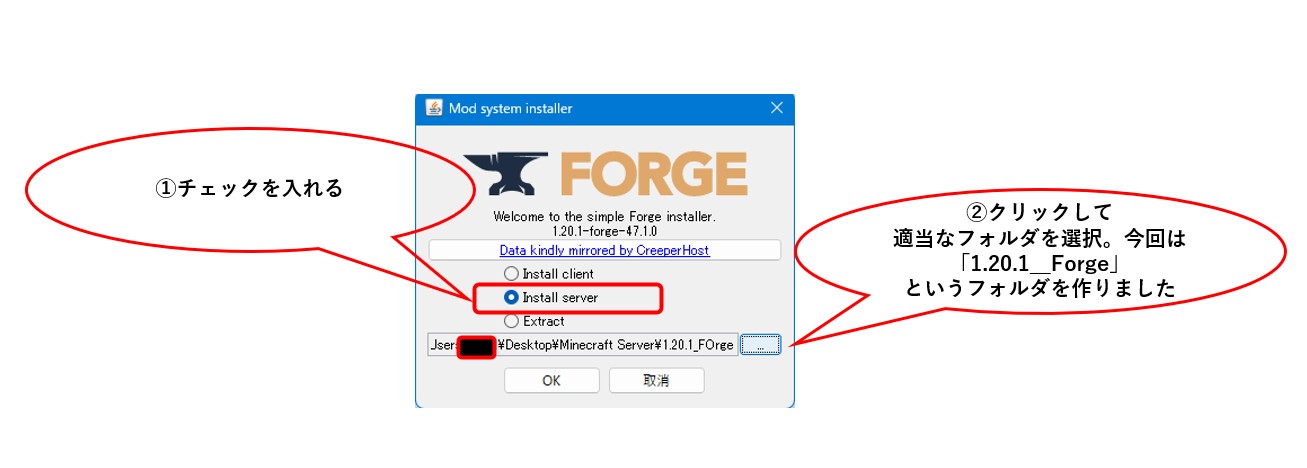 Mod system installer
FORGE
①チェックを入れる
Welcome to the simple Forge installer.
1.20.1-forge-47.1.0
Data kindly mirrored by CreeperHost
Install client
Install server
Extract
Jsers ¥Desktop¥Minecraft Server¥1.20.1_FOrge
...
OK
取消
②クリックして
適当なフォルダを選択。今回は
「1.20.1__Forge」
というフォルダを作りました